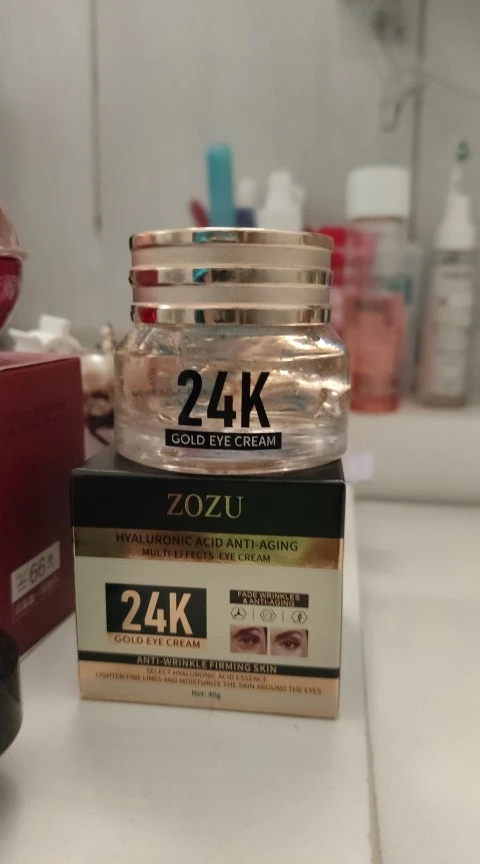 24K
GOLD EYE CREAM
ZOZU
HYALURONIC ACID ANTI-AGING
MULTI-EFFECTS EYE CREAM
24K
GOLD EYE CREAM
FADE WRINKLES
& ANTI-AGING
ANTI-WRINKLE FIRMING SKIN
SELECT HYALURONIC ACID ESSENCE
LIGHTEN FINE LINES AND MOISTURIZE THE SKIN AROUND THE EYES
Net: 40g
66